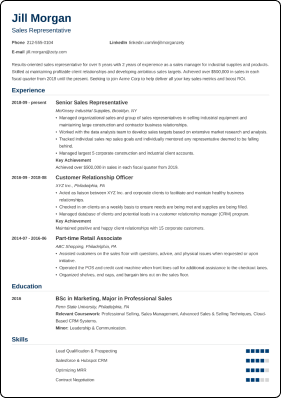 Jill Morgan
Sales Representative
Phone 212-555-0104 LinkedIn linkedin.com/in/jillmorganzety
E-mail jill.morgan@zety.com
Results-oriented sales representative for over 5 years with 2 years of experience as a sales manager for industrial supplies and products.
Skilled at maintaining profitable client relationships and developing ambitious sales targets. Achieved over $500,000 in sales in each
fiscal quarter from 2019 until the present. Seeking to join Acme Corp to help deliver all your key sales metrics and boost ROI.
Experience
2018-09 - present Senior Sales Representative
McKinsey Industrial Supplies, Brooklyn, NY
• Managed organizational sales and group of sales representatives in selling industrial equipment and
maintaining large construction and contractor business relationships.
• Worked with the data analysis team to develop sales targets based on extensive market research and analysis.
• Tracked individual sales rep sales goals and individually mentored any representative deemed to be falling
behind.
• Managed largest 5 corporate construction and industrial client accounts.
Key Achievement
Achieved over $500,000 in sales in each fiscal quarter from 2019.
2016-09 - 2018-08 Customer Relationship Officer
XYZ Inc., Philadelphia, PA
• Acted as liaison between XYZ Inc. and corporate clients to facilitate and maintain healthy business
relationships.
• Checked in on clients on a weekly basis to ensure needs are being met and supplies are being filled.
• Managed database of clients and potential leads in a customer relationship manager (CRM) program.
Key Achievement
Maintained positive and happy client relationships with 15 corporate customers.
2014-07 - 2016-06 Part-time Retail Associate
ABC Shopping, Philadelphia, PA
• Assisted customers on the sales floor with questions, advice, and physical issues when requested or upon
initiative.
• Operated the POS and credit card machine when front lines call for additional assistance to the checkout lanes.
• Organized shelves, end caps, and bargain bins out on the sales floor.
Education
2016 BSc in Marketing, Major in Professional Sales
Penn State University, Philadelphia, PA
Relevant Coursework: Professional Selling, Sales Management, Advanced Sales & Selling Techniques, Cloud
Based CRM Systems.
Minor: Leadership & Communication.
Skills
Lead Qualification & Prospecting
Salesforce & Hubspot CRM
Optimizing MRR
Contract Negotiation